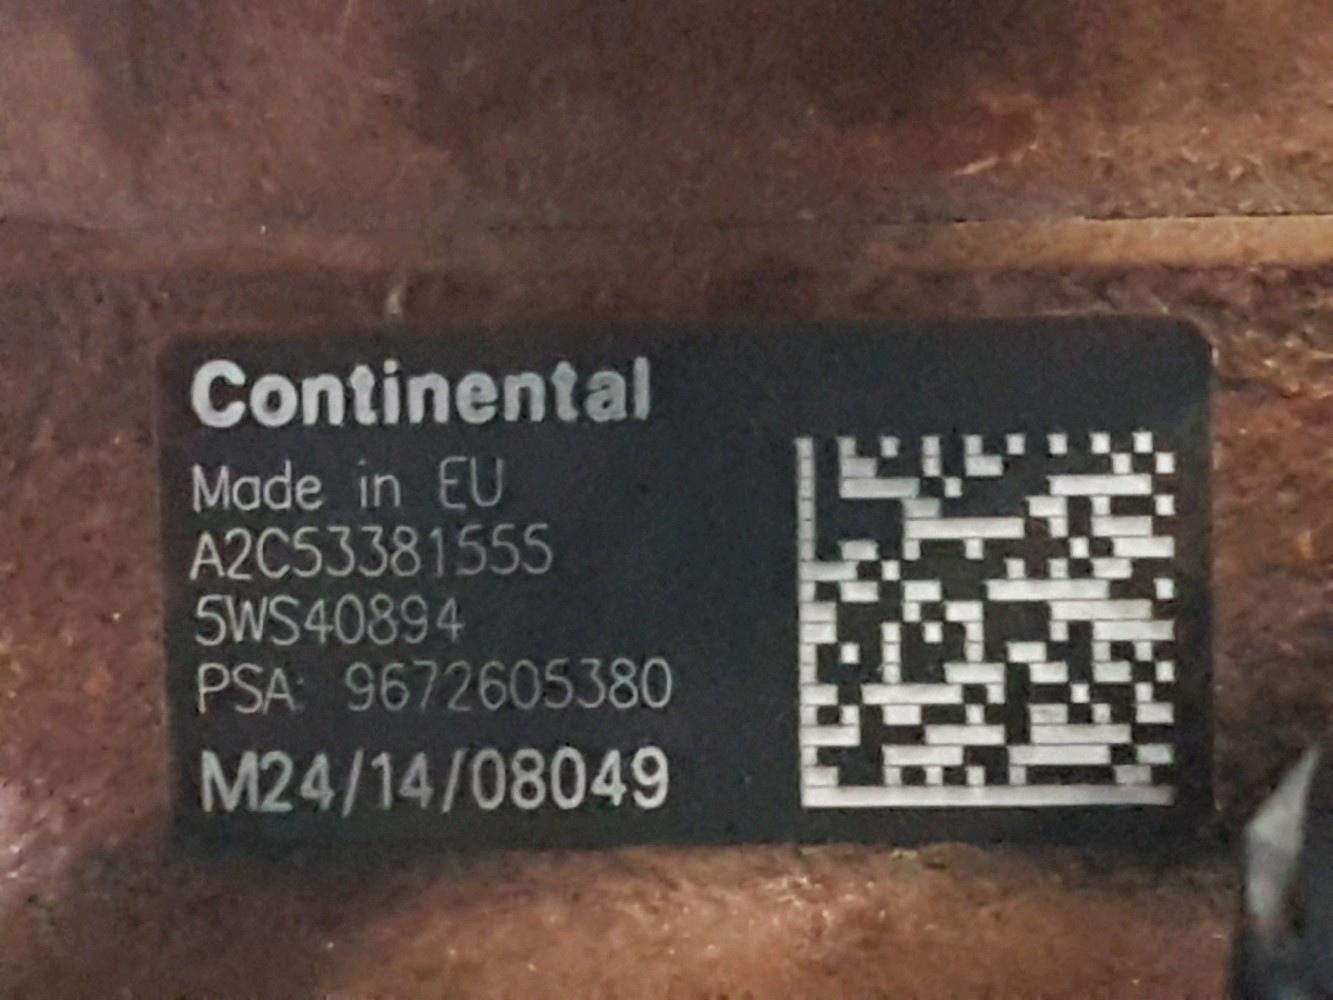 Continental
Made in EU
A2C53381555
5WS40894
PSA: 9672605380
M24/14/08049